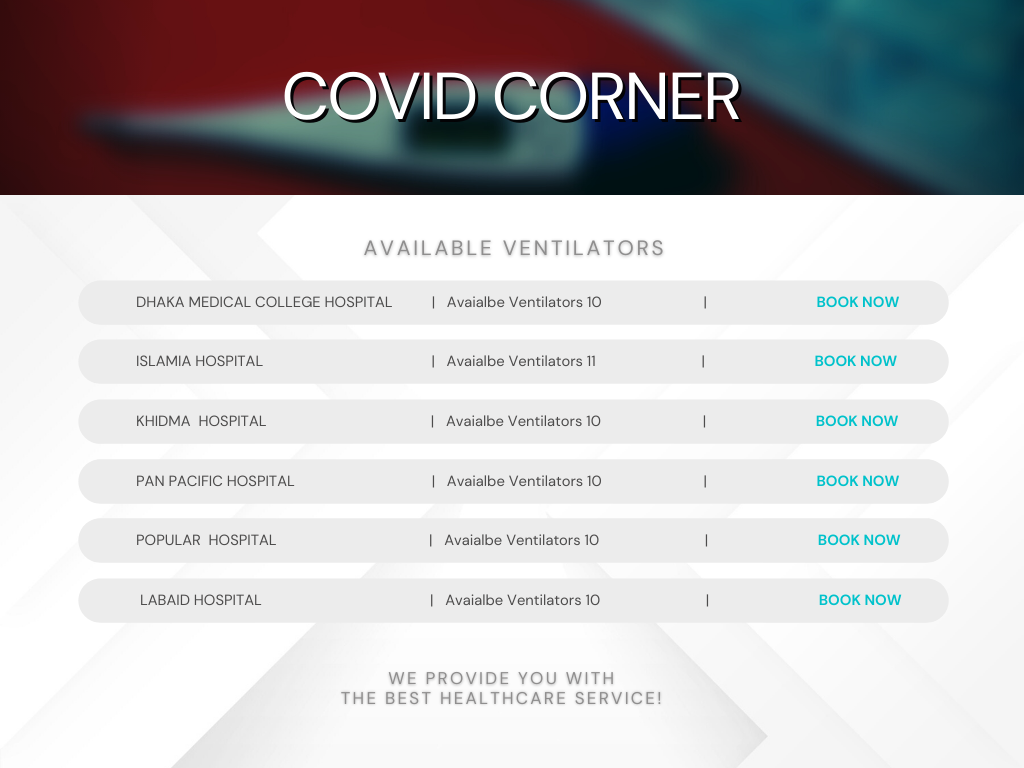 COVID CORNER
AVAILABLE VENTILATORS
DHAKA MEDICAL COLLEGE HOSPITAL | Avaialbe Ventilators 10 | BOOK NOW
ISLAMIA HOSPITAL | Avaialbe Ventilators 11 | BOOK NOW
KHIDMA HOSPITAL | Avaialbe Ventilators 10 | BOOK NOW
PAN PACIFIC HOSPITAL | Avaialbe Ventilators 10 | BOOK NOW
POPULAR HOSPITAL | Avaialbe Ventilators 10 | BOOK NOW
LABAID HOSPITAL | Avaialbe Ventilators 10 | BOOK NOW
WE PROVIDE YOU WITH
THE BEST HEALTHCARE SERVICE!